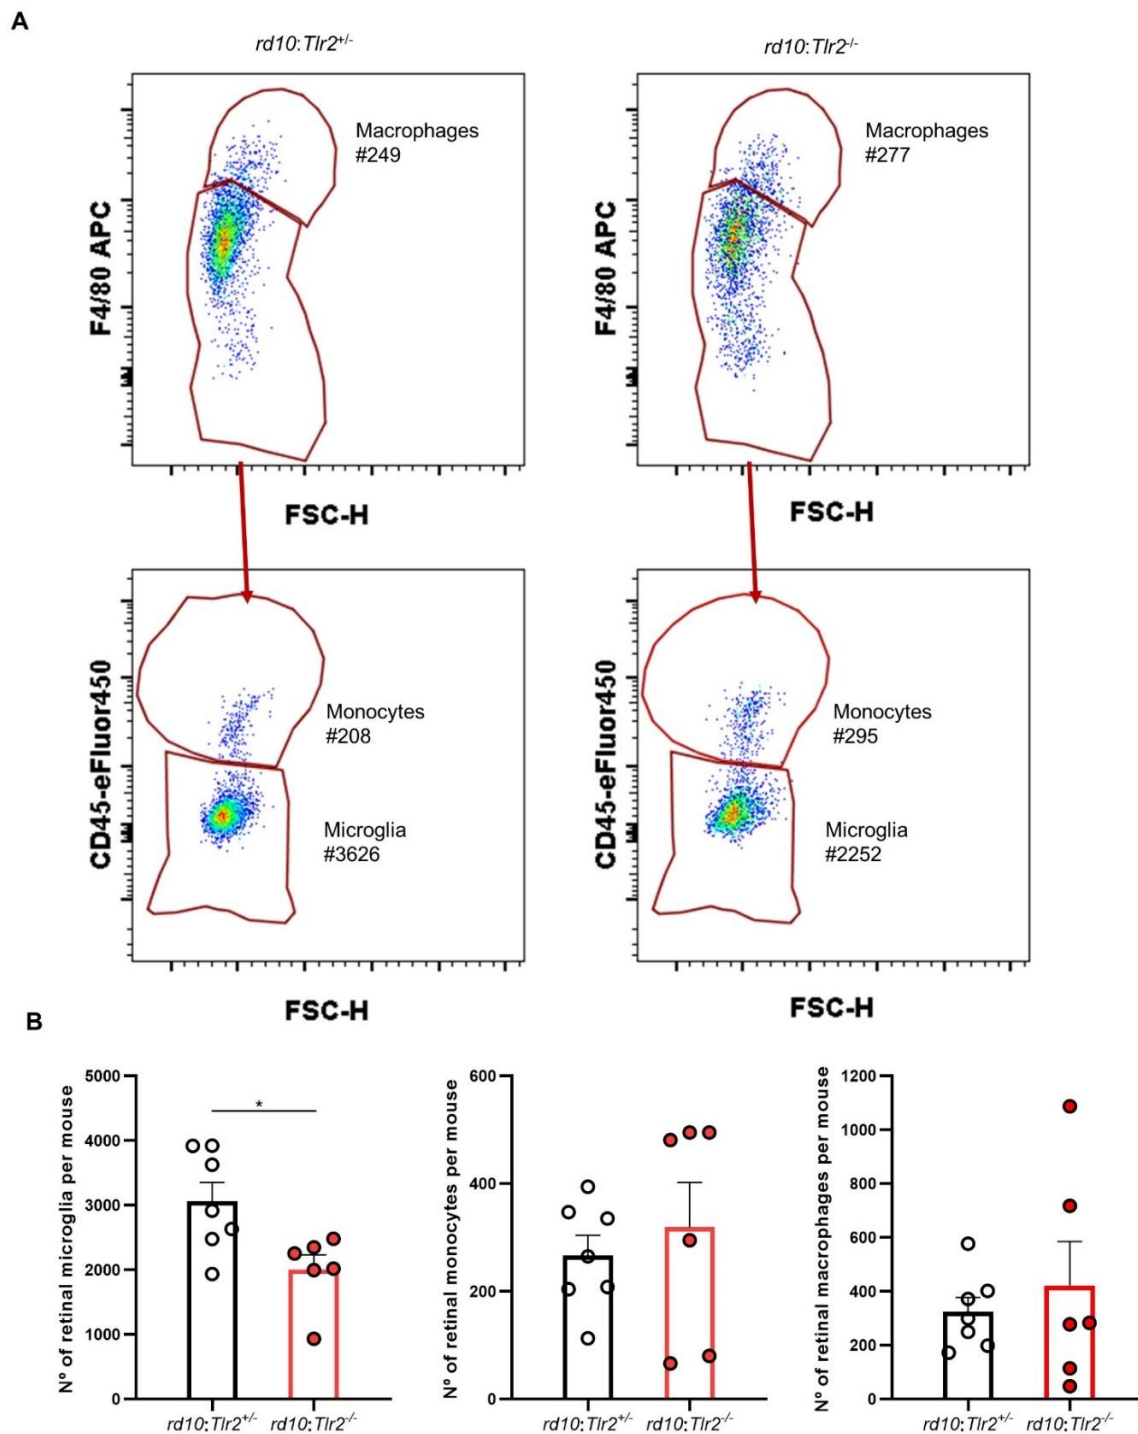 A
rd10:Tlr2+/-
rd10:Tlr2-/-
Macrophages
#249
F4/80 APC
FSC-H
Macrophages
#277
F4/80 APC
FSC-H
Monocytes
#208
Microglia
#3626
CD45-eFluor450
FSC-H
Monocytes
#295
Microglia
#2252
CD45-eFluor450
FSC-H
B
Nº of retinal microglia per mouse
5000
4000
3000
2000
1000
0
*
rd10:Tlr2+/-
rd10:Tlr2-/-
Nº of retinal monocytes per mouse
600
400
200
0
rd10:Tlr2+/-
rd10:Tlr2-/-
Nº of retinal macrophages per mouse
1200
1000
800
600
400
200
0
rd10:Tlr2+/-
rd10:Tlr2-/-